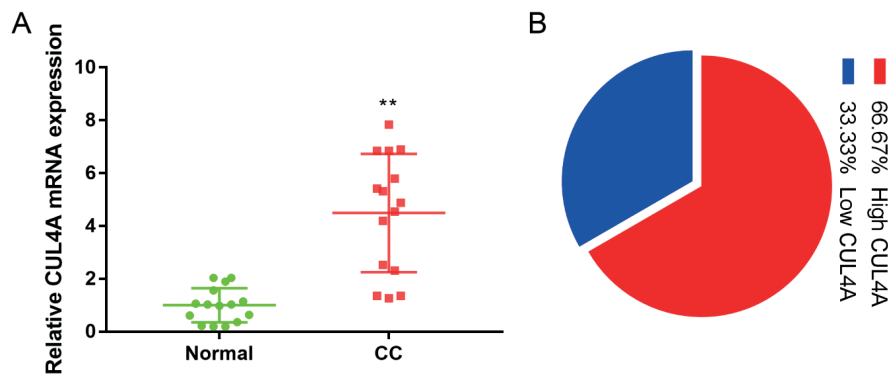 A
Relative CUL4A mRNA expression
10
8
6
4
2
0
**
Normal
CC
B
66.67% High CUL4A
33.33% Low CUL4A